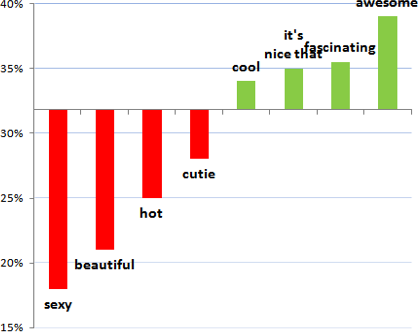 40%
awesome
it's
nice that
fascinating
cool
35%
30%
cutie
25%
hot
20%
beautiful
sexy
15%